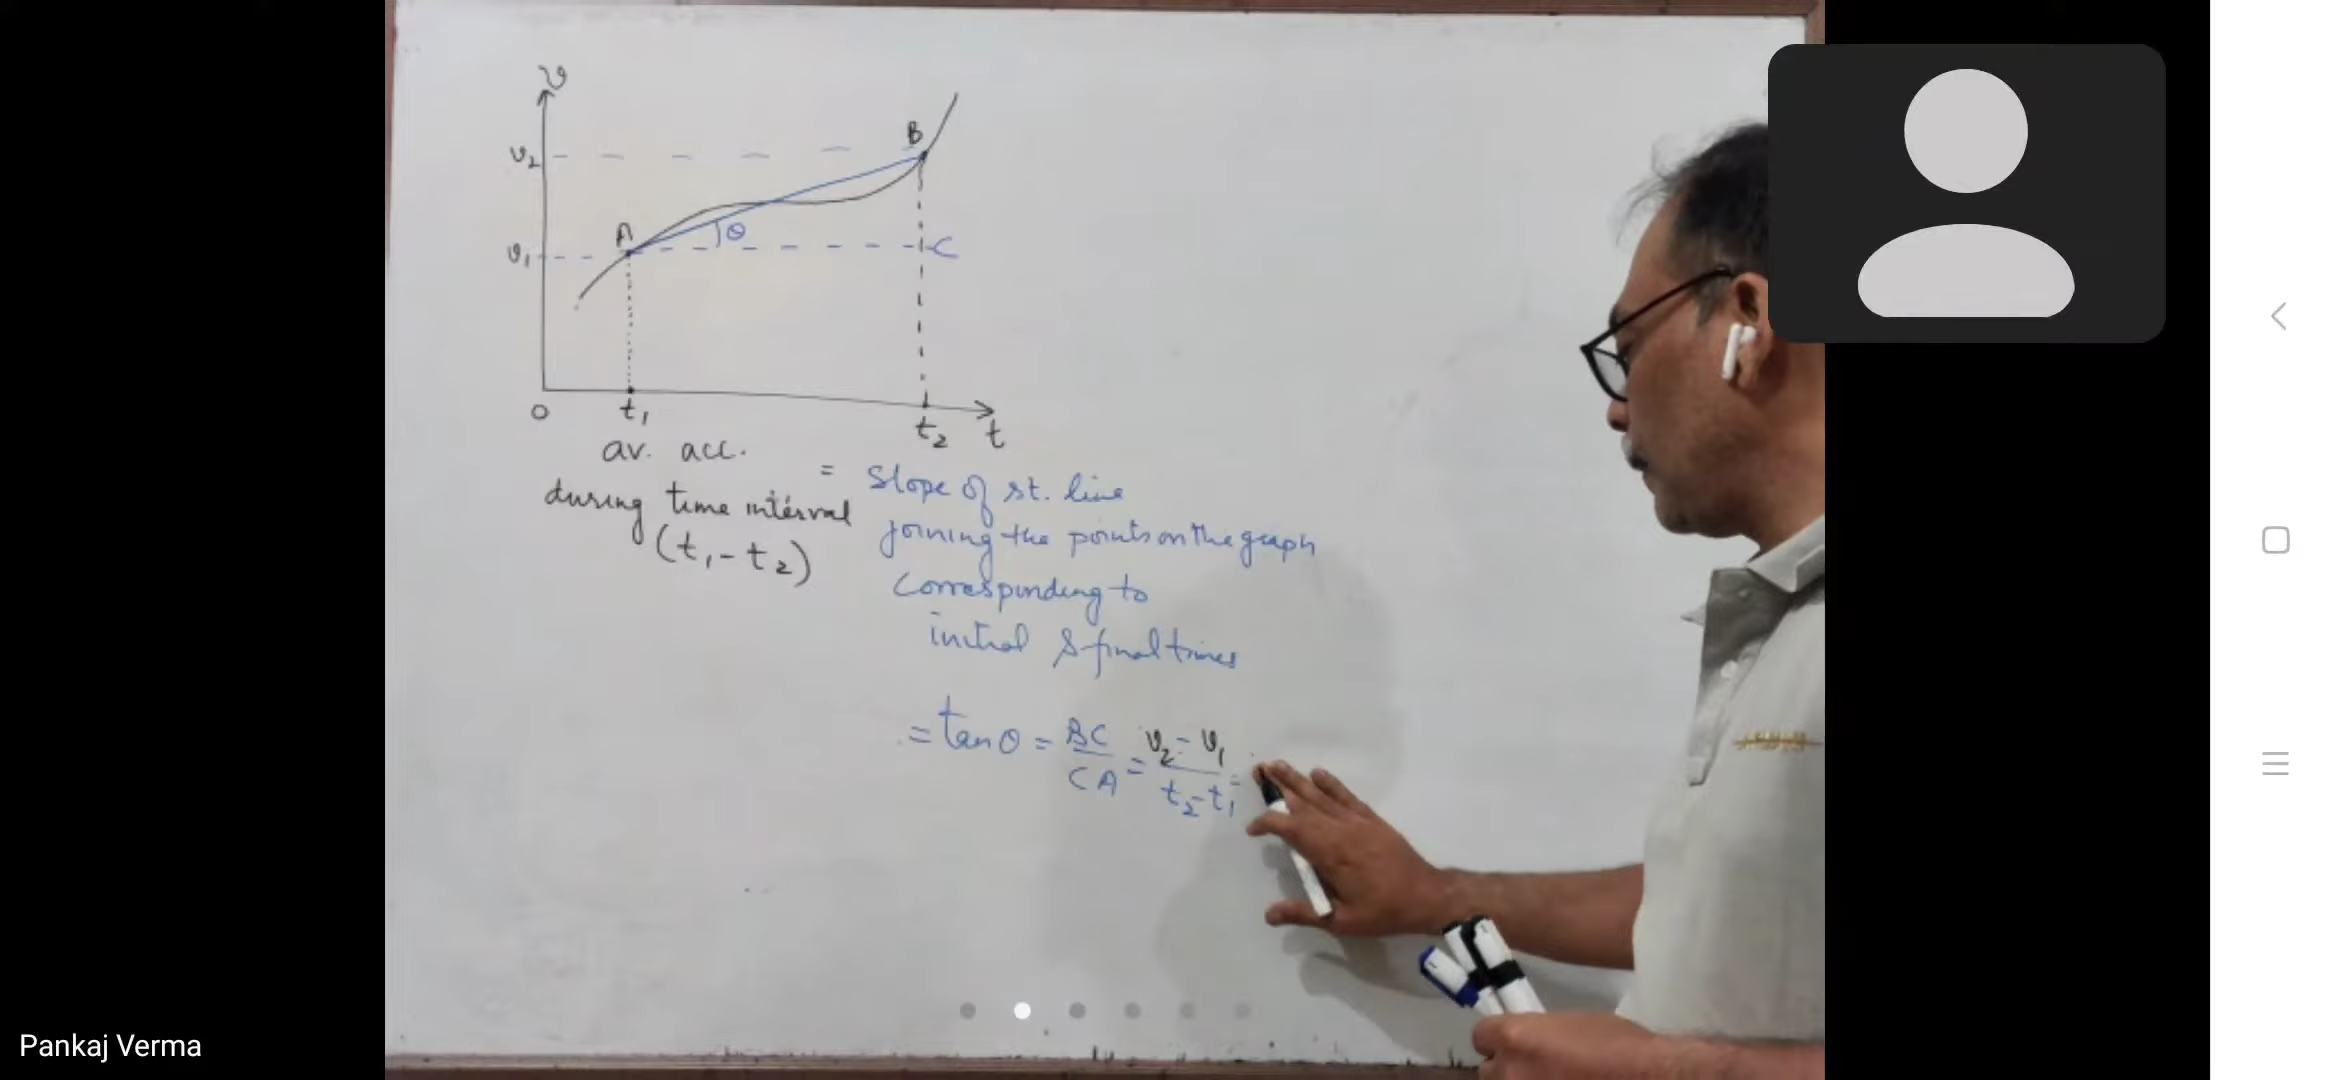 v
B
v₂
A
θ
v₁
C
O
t₁
t₂
t
av. acc.
during time interval
(t₁ - t₂)
= Slope of st. line
joining the points on the graph
Corresponding to
initial & final times
= tan θ = BC/CA = v₂ - v₁/t₂ - t₁ =
Pankaj Verma